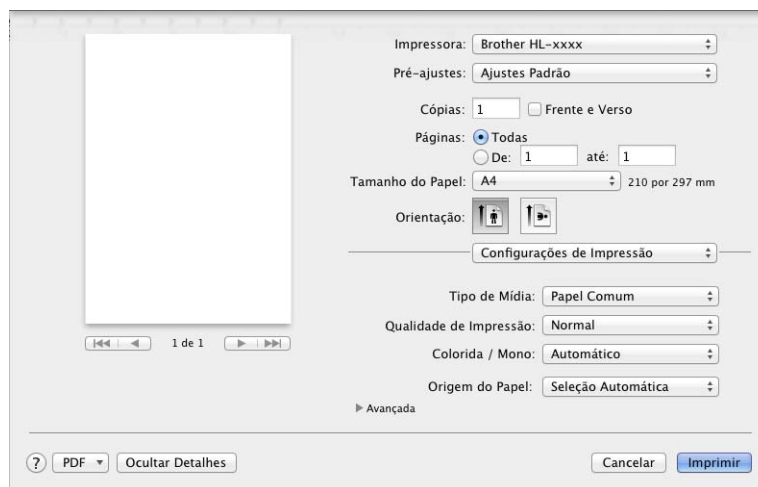 Impressora: Brother HL-xxxx
Pré-ajustes: Ajustes Padrão
Cópias: 1 Frente e Verso
Páginas: Todas
De: 1 até: 1
Tamanho do Papel: A4 210 por 297 mm
Orientação:
Configurações de Impressão
Tipo de Mídia: Papel Comum
Qualidade de Impressão: Normal
1 de 1
Colorida / Mono: Automático
Origem do Papel: Seleção Automática
Avançada
? PDF Ocultar Detalhes Cancelar Imprimir